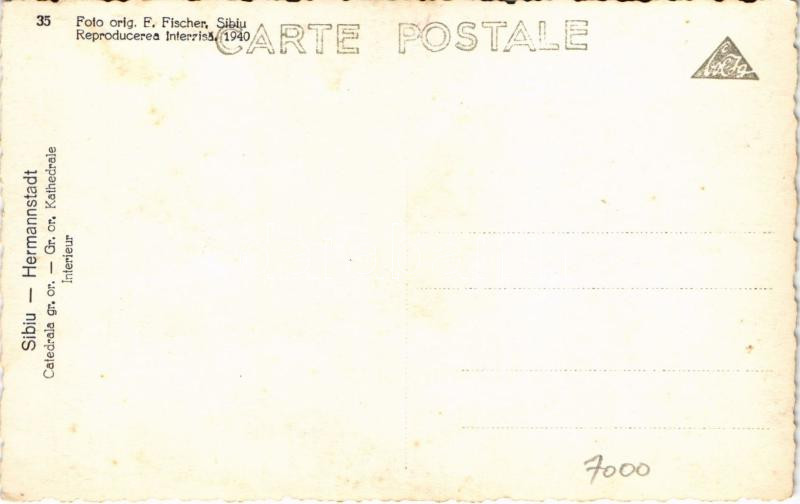 35 Foto orig. E. Fischer, Sibiu
Reproducerea Interzisă, 1940
CARTE POSTALE
Sibiu — Hermannstadt
Catedrala gr. or. — Gr. or. Kathedrale
Interieur
7000